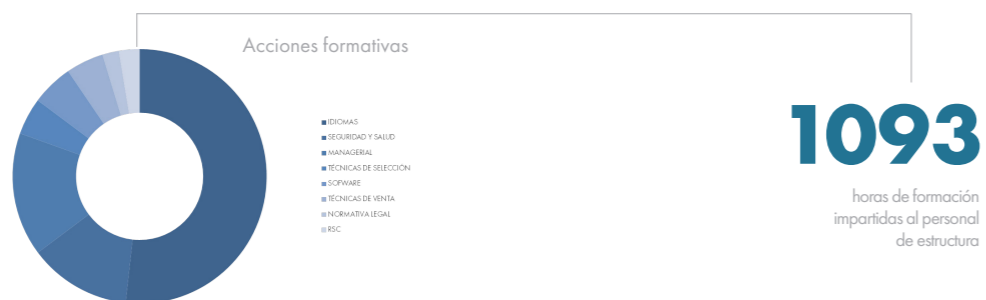 Acciones formativas
IDIOMAS
SEGURIDAD Y SALUD
MANAGERIAL
TÉCNICAS DE SELECCIÓN
SOFWARE
TÉCNICAS DE VENTA
NORMATIVA LEGAL
RSC
1093
horas de formación
impartidas al personal
de estructura